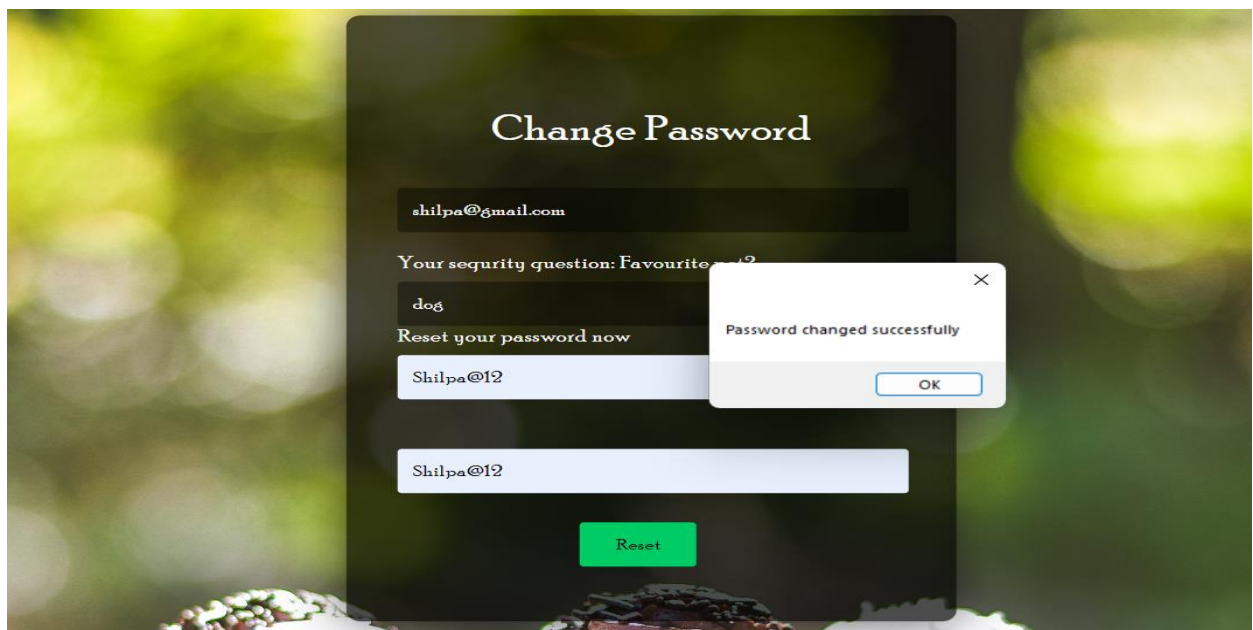 Change Password
shilpa@gmail.com
Your sequrity question: Favourite
dog
Reset your password now
Shilpa@12
Password changed successfully
OK
Shilpa@12
Reset